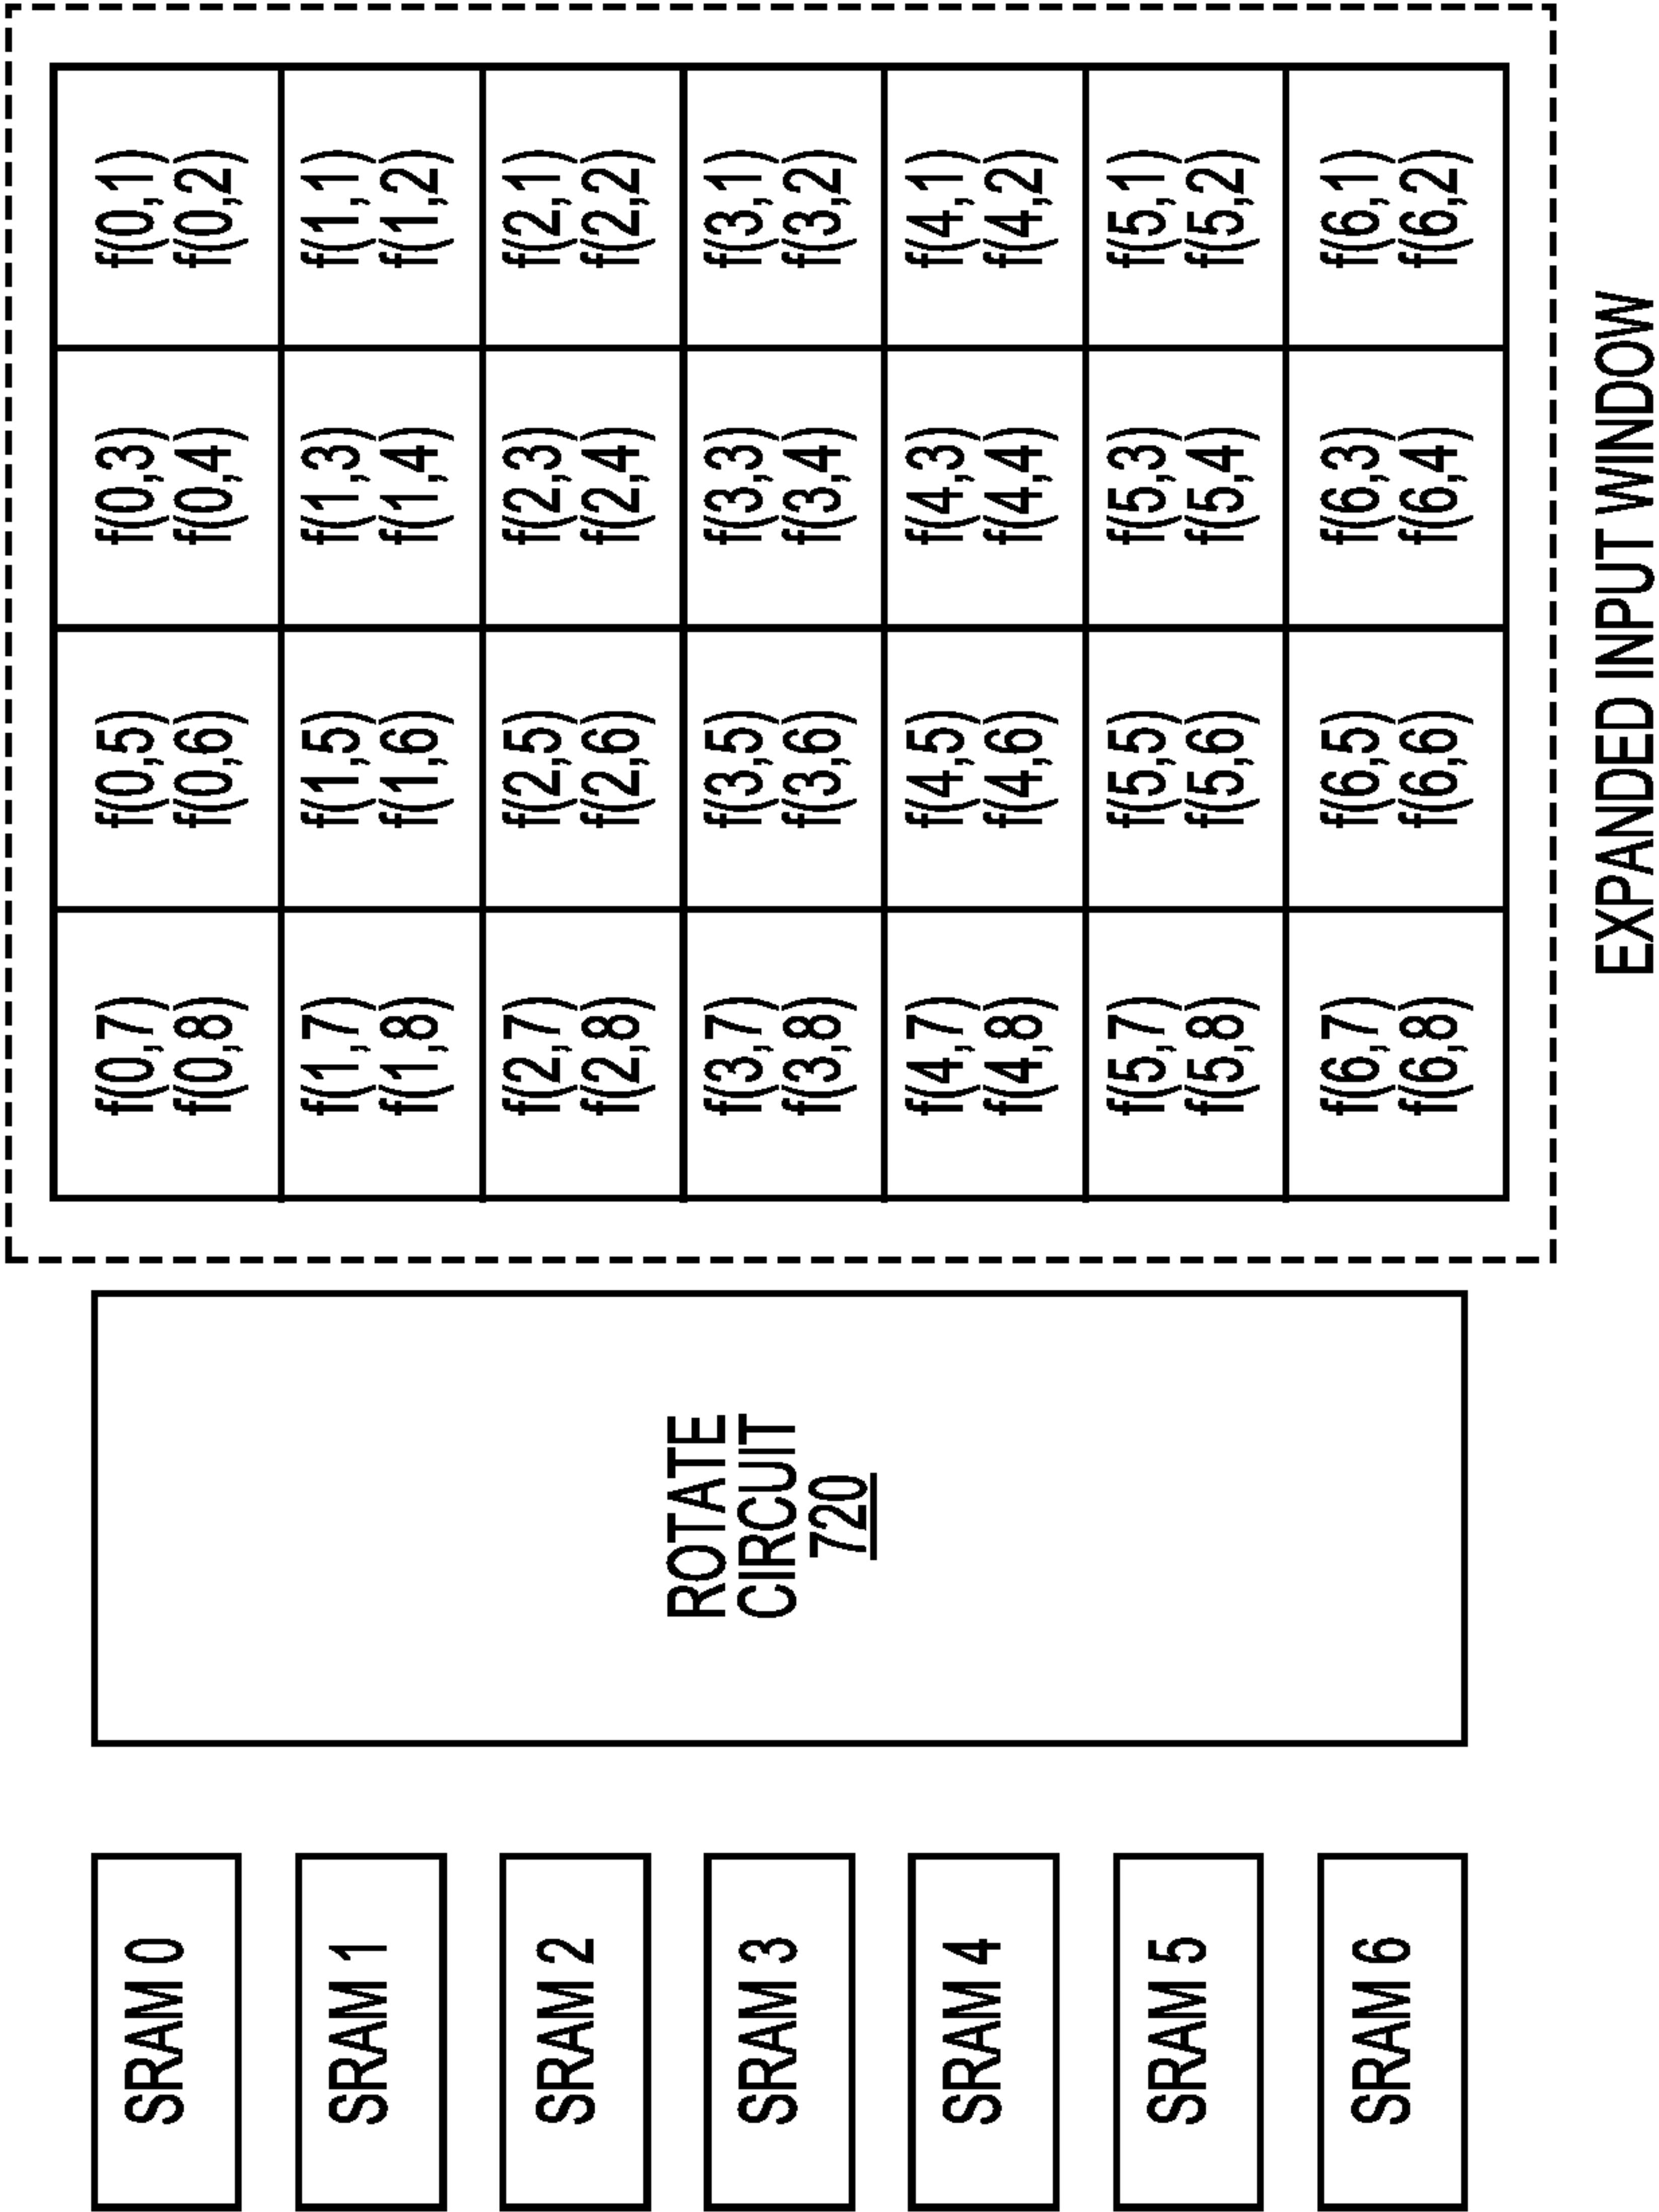 SRAM 0
SRAM 1
SRAM 2
SRAM 3
SRAM 4
SRAM 5
SRAM 6
ROTATE
CIRCUIT
720
f(0,7)
f(0,8)
f(0,5)
f(0,6)
f(0,3)
f(0,4)
f(0,1)
f(0,2)
f(1,7)
f(1,8)
f(1,5)
f(1,6)
f(1,3)
f(1,4)
f(1,1)
f(1,2)
f(2,7)
f(2,8)
f(2,5)
f(2,6)
f(2,3)
f(2,4)
f(2,1)
f(2,2)
f(3,7)
f(3,8)
f(3,5)
f(3,6)
f(3,3)
f(3,4)
f(3,1)
f(3,2)
f(4,7)
f(4,8)
f(4,5)
f(4,6)
f(4,3)
f(4,4)
f(4,1)
f(4,2)
f(5,7)
f(5,8)
f(5,5)
f(5,6)
f(5,3)
f(5,4)
f(5,1)
f(5,2)
f(6,7)
f(6,8)
f(6,5)
f(6,6)
f(6,3)
f(6,4)
f(6,1)
f(6,2)
EXPANDED INPUT WINDOW